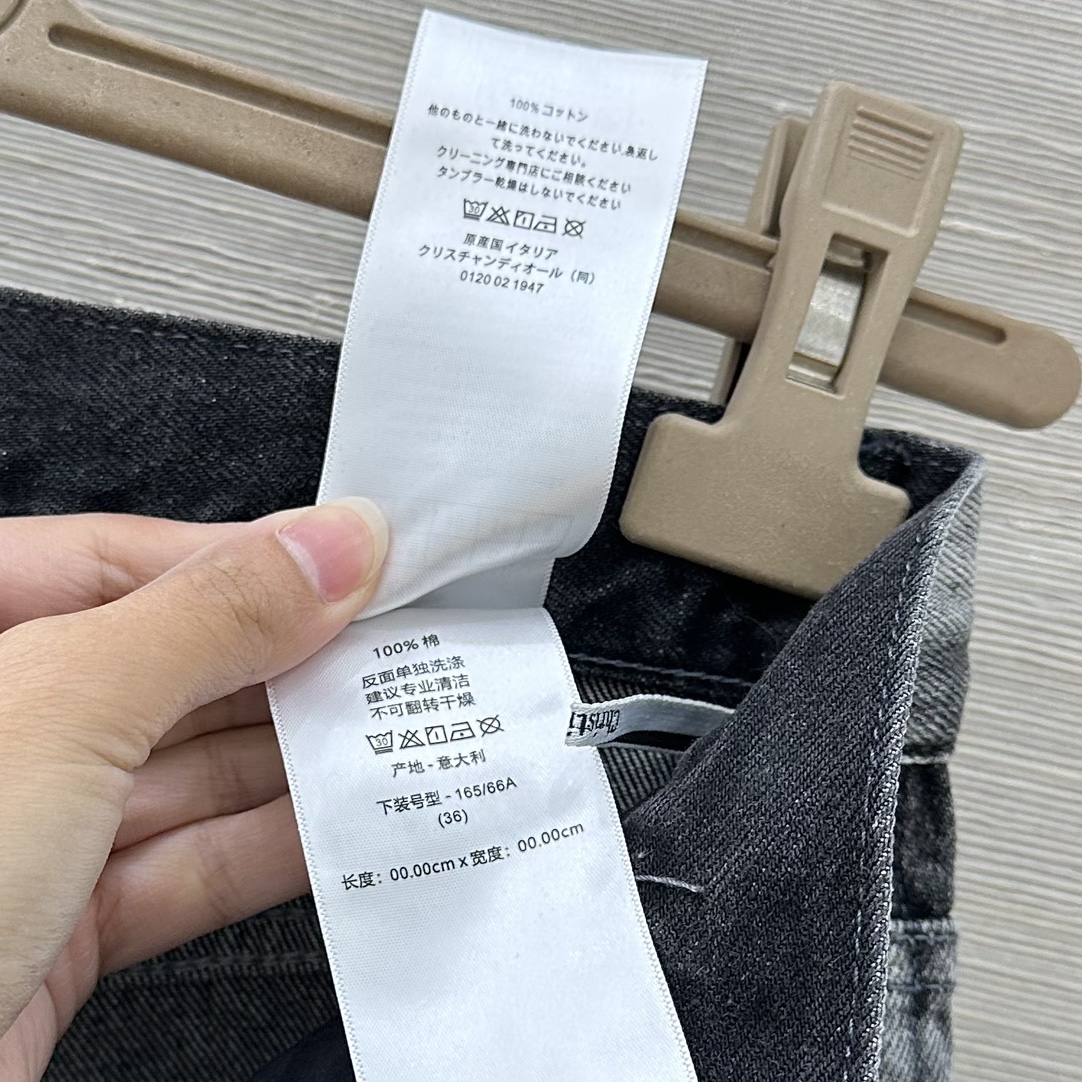 100% コットン
他のものと一緒に洗わないでください.裊返し
て洗ってください。
クリーニング専門店にご相談ください
タンブラー乾燥はしないでください
30
原産国イタリア
クリスチャンディオール（同）
0120 02 1947
100% 棉
反面单独洗涤
建议专业清洁
不可翻转干燥
30
产地 - 意大利
下装号型 - 165/66A
(36)
长度：00.00cm x 宽度：00.00cm